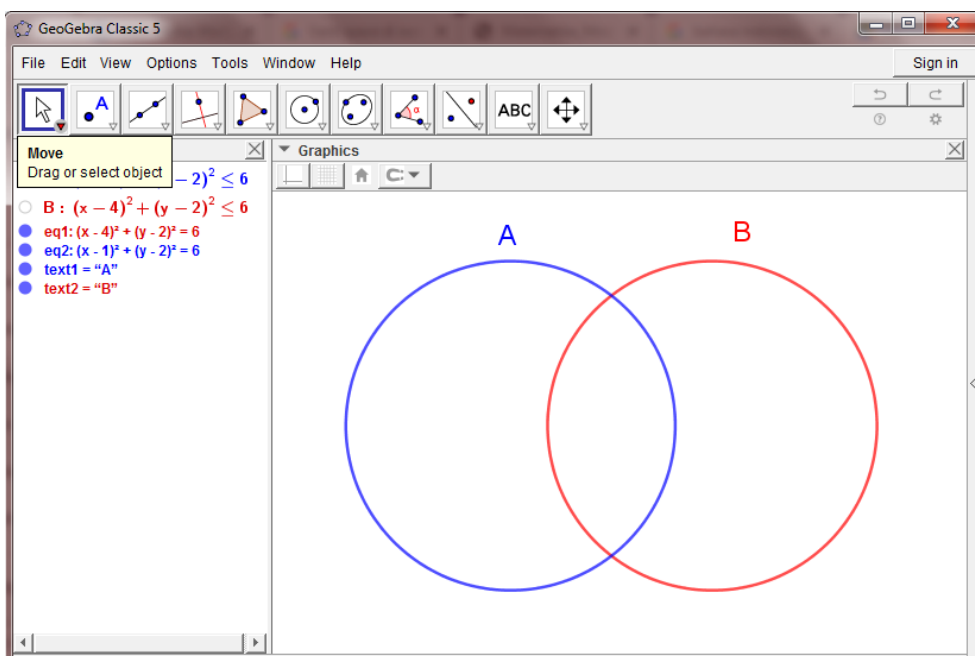 GeoGebra Classic 5
File Edit View Options Tools Window Help Sign in
A α ABC
Move
Drag or select object
Graphics
− 2)² ≤ 6
B : (x − 4)² + (y − 2)² ≤ 6
eq1: (x - 4)² + (y - 2)² = 6
eq2: (x - 1)² + (y - 2)² = 6
text1 = “A”
text2 = “B”
A B